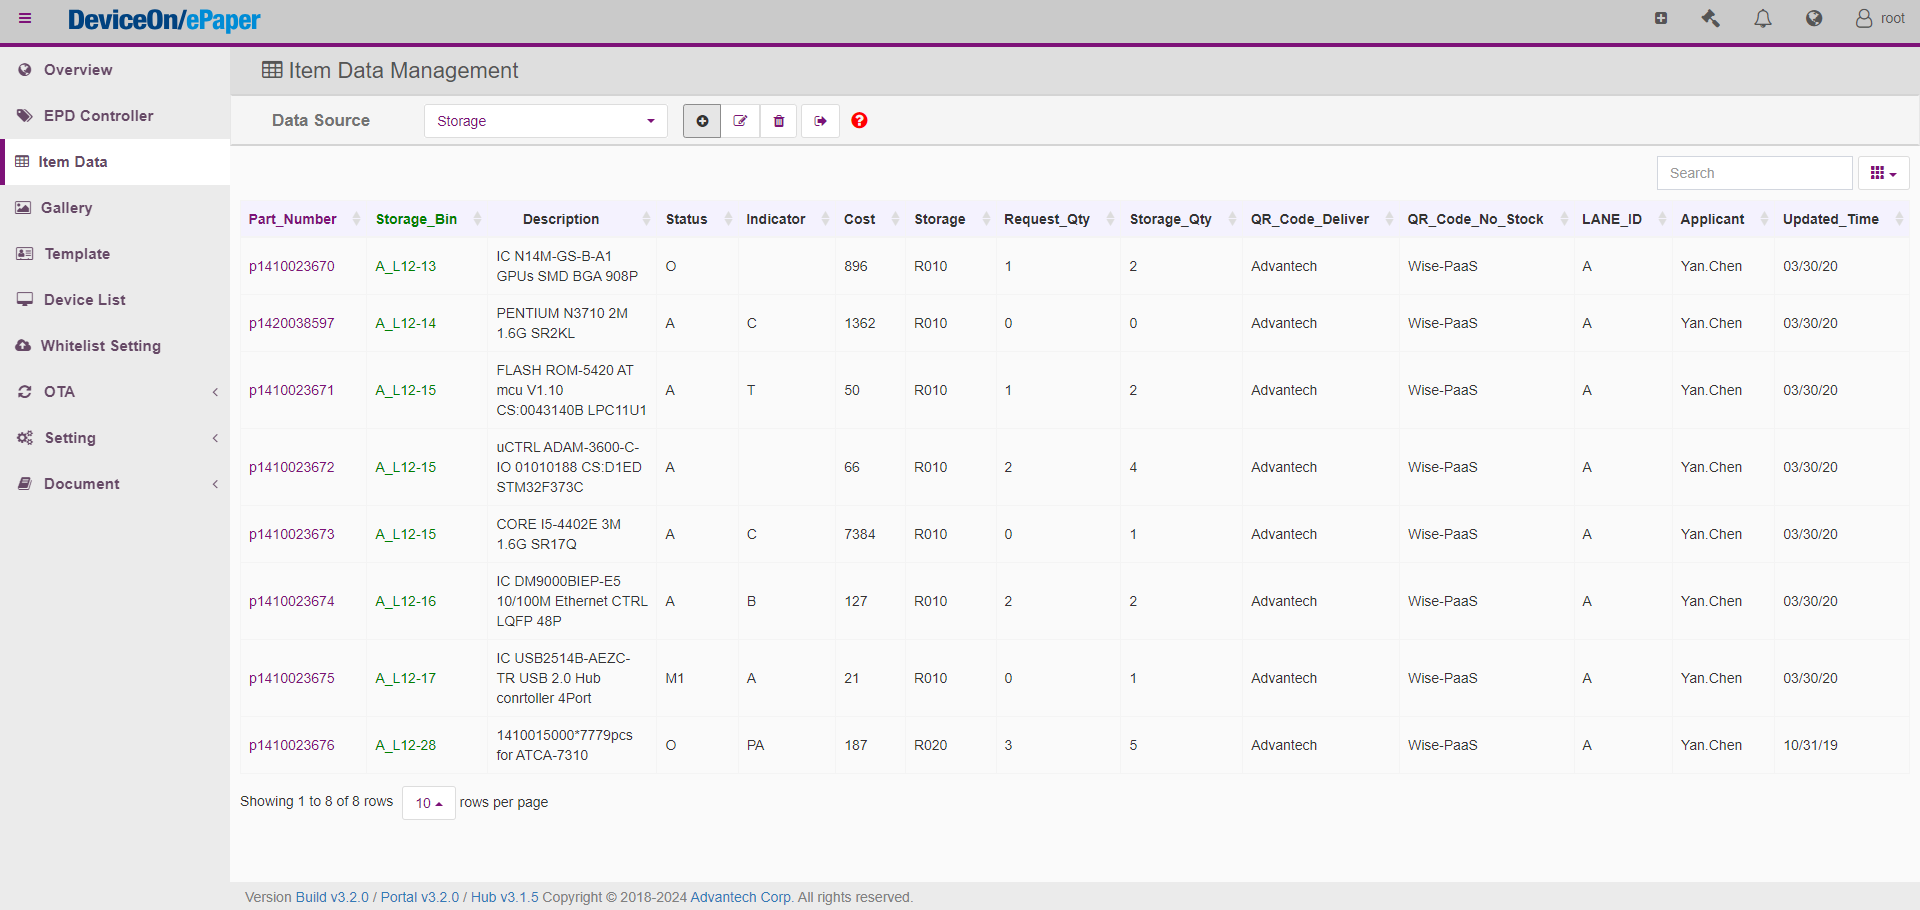 DeviceOn/ePaper
root
Overview
EPD Controller
Item Data
Gallery
Template
Device List
Whitelist Setting
OTA
Setting
Document
Item Data Management
Data Source
Storage
Search
Part_Number Storage_Bin Description Status Indicator Cost Storage Request_Qty Storage_Qty QR_Code_Deliver QR_Code_No_Stock LANE_ID Applicant Updated_Time
p1410023670 A_L12-13 IC N14M-GS-B-A1
GPUs SMD BGA 908P O 896 R010 1 2 Advantech Wise-PaaS A Yan.Chen 03/30/20
p1420038597 A_L12-14 PENTIUM N3710 2M
1.6G SR2KL A C 1362 R010 0 0 Advantech Wise-PaaS A Yan.Chen 03/30/20
p1410023671 A_L12-15 FLASH ROM-5420 AT
mcu V1.10
CS:0043140B LPC11U1 A T 50 R010 1 2 Advantech Wise-PaaS A Yan.Chen 03/30/20
p1410023672 A_L12-15 uCTRL ADAM-3600-C-
IO 01010188 CS:D1ED
STM32F373C A 66 R010 2 4 Advantech Wise-PaaS A Yan.Chen 03/30/20
p1410023673 A_L12-15 CORE I5-4402E 3M
1.6G SR17Q A C 7384 R010 0 1 Advantech Wise-PaaS A Yan.Chen 03/30/20
p1410023674 A_L12-16 IC DM9000BIEP-E5
10/100M Ethernet CTRL
LQFP 48P A B 127 R010 2 2 Advantech Wise-PaaS A Yan.Chen 03/30/20
p1410023675 A_L12-17 IC USB2514B-AEZC-
TR USB 2.0 Hub
conrtoller 4Port M1 A 21 R010 0 1 Advantech Wise-PaaS A Yan.Chen 03/30/20
p1410023676 A_L12-28 1410015000*7779pcs
for ATCA-7310 O PA 187 R020 3 5 Advantech Wise-PaaS A Yan.Chen 10/31/19
Showing 1 to 8 of 8 rows 10 rows per page
Version Build v3.2.0 / Portal v3.2.0 / Hub v3.1.5 Copyright © 2018-2024 Advantech Corp. All rights reserved.